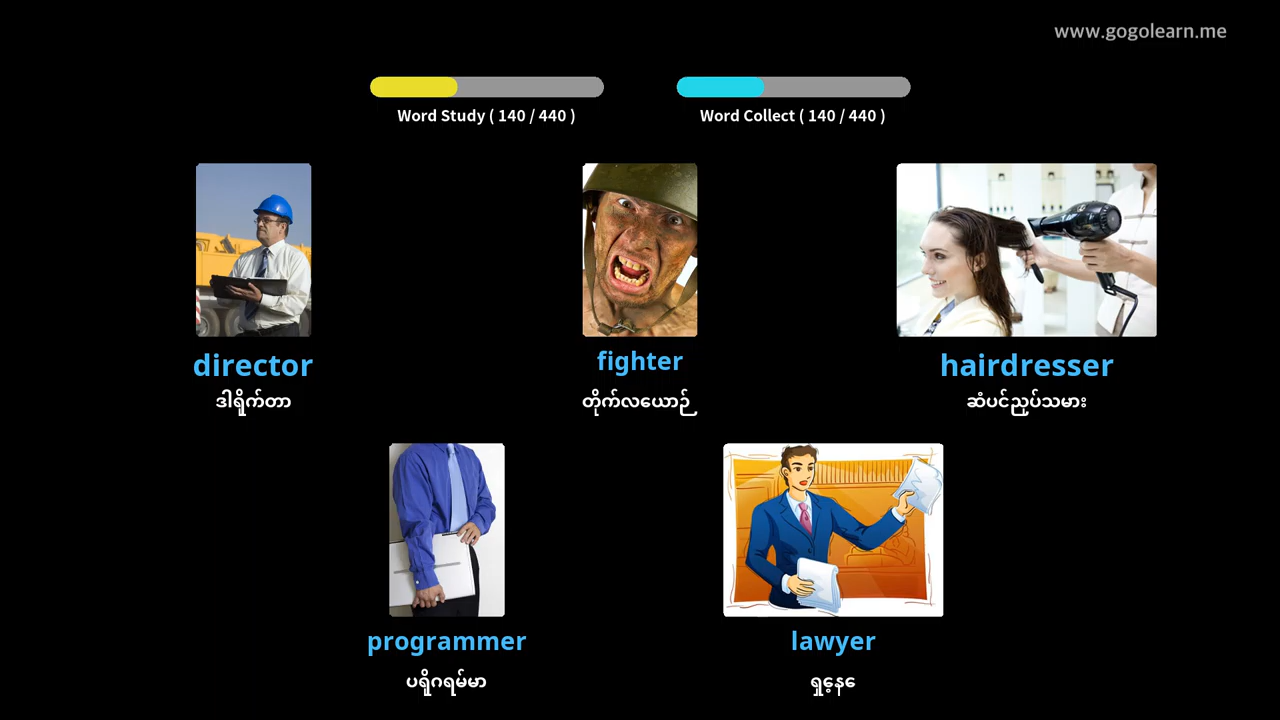 www.gogolearn.me
Word Study ( 140 / 440 )
Word Collect ( 140 / 440 )
director
fighter
hairdresser
ဒါရိုက်တာ
တိုက်လေယာဉ်
ဆံပင်ညှပ်သမား
programmer
lawyer
ပရိုဂရမ်မာ
ရှေ့နေ